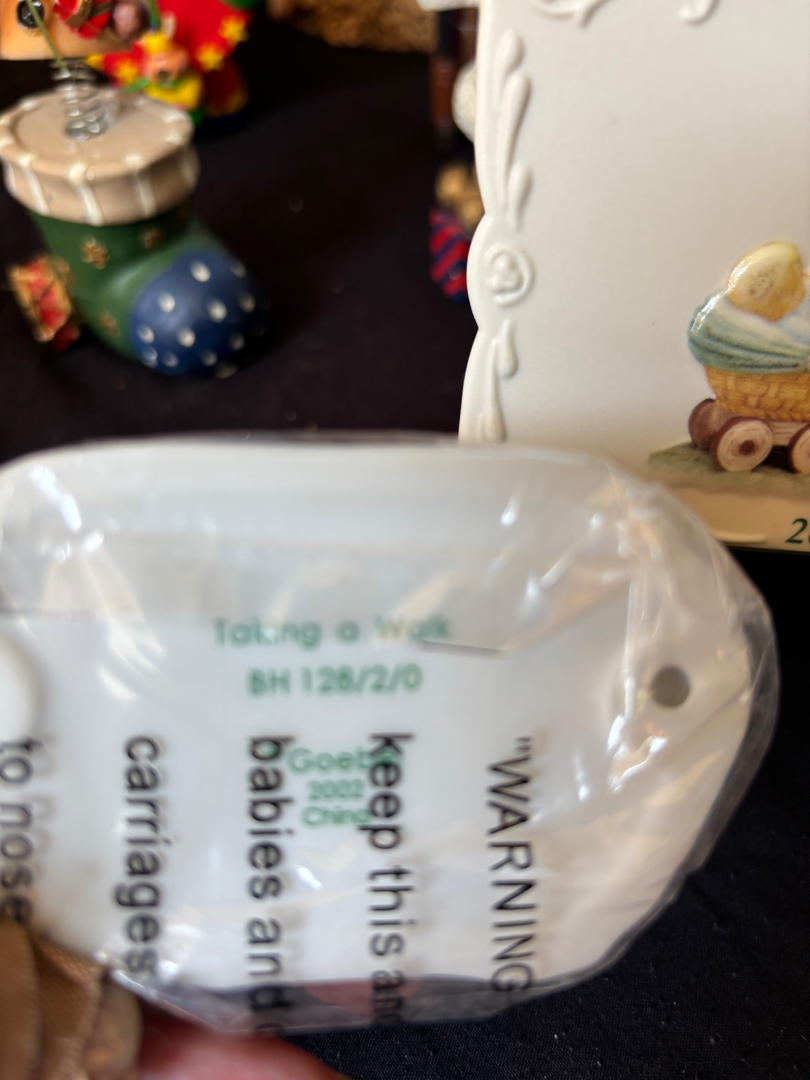 Taking a Walk
BH 128/2/0
Goebel
2002
China
"WARNING
keep this
babies and
carriages
to nose